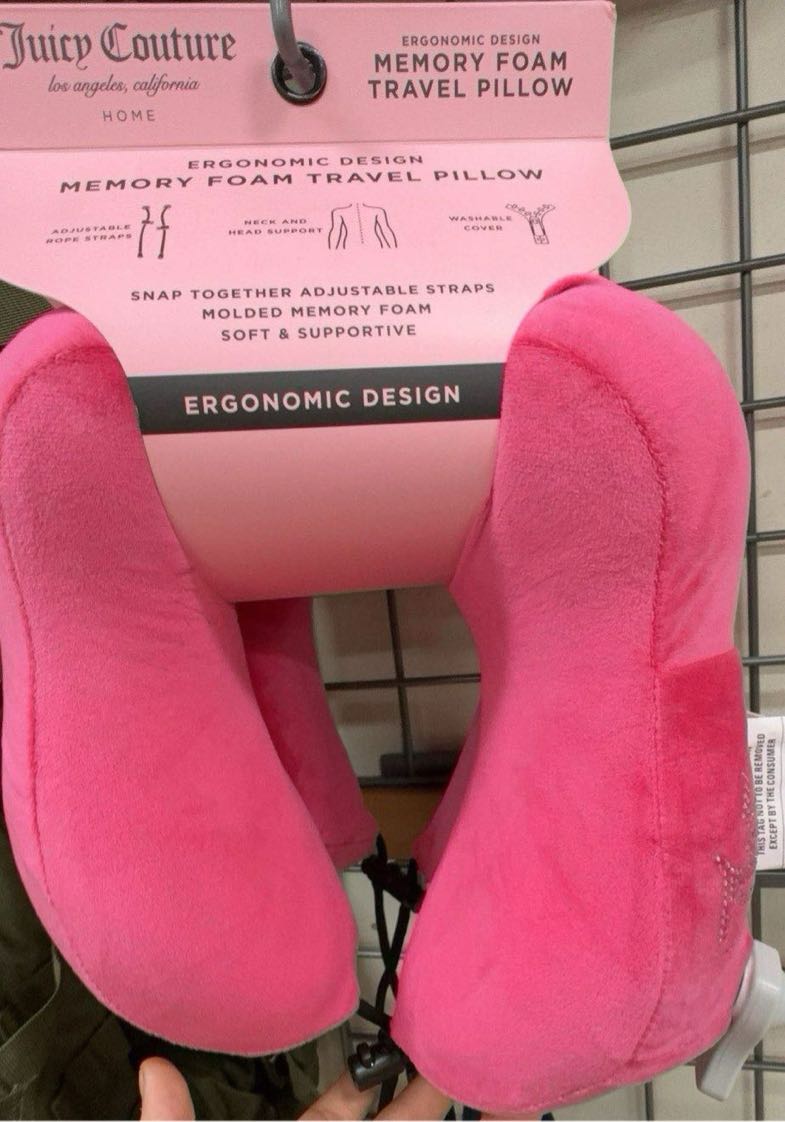 Juicy Couture
los angeles, california
HOME
ERGONOMIC DESIGN
MEMORY FOAM
TRAVEL PILLOW
ERGONOMIC DESIGN
MEMORY FOAM TRAVEL PILLOW
ADJUSTABLE
ROPE STRAPS
NECK AND
HEAD SUPPORT
WASHABLE
COVER
SNAP TOGETHER ADJUSTABLE STRAPS
MOLDED MEMORY FOAM
SOFT & SUPPORTIVE
ERGONOMIC DESIGN
THIS TAG NOT TO BE REMOVED
EXCEPT BY THE CONSUMER